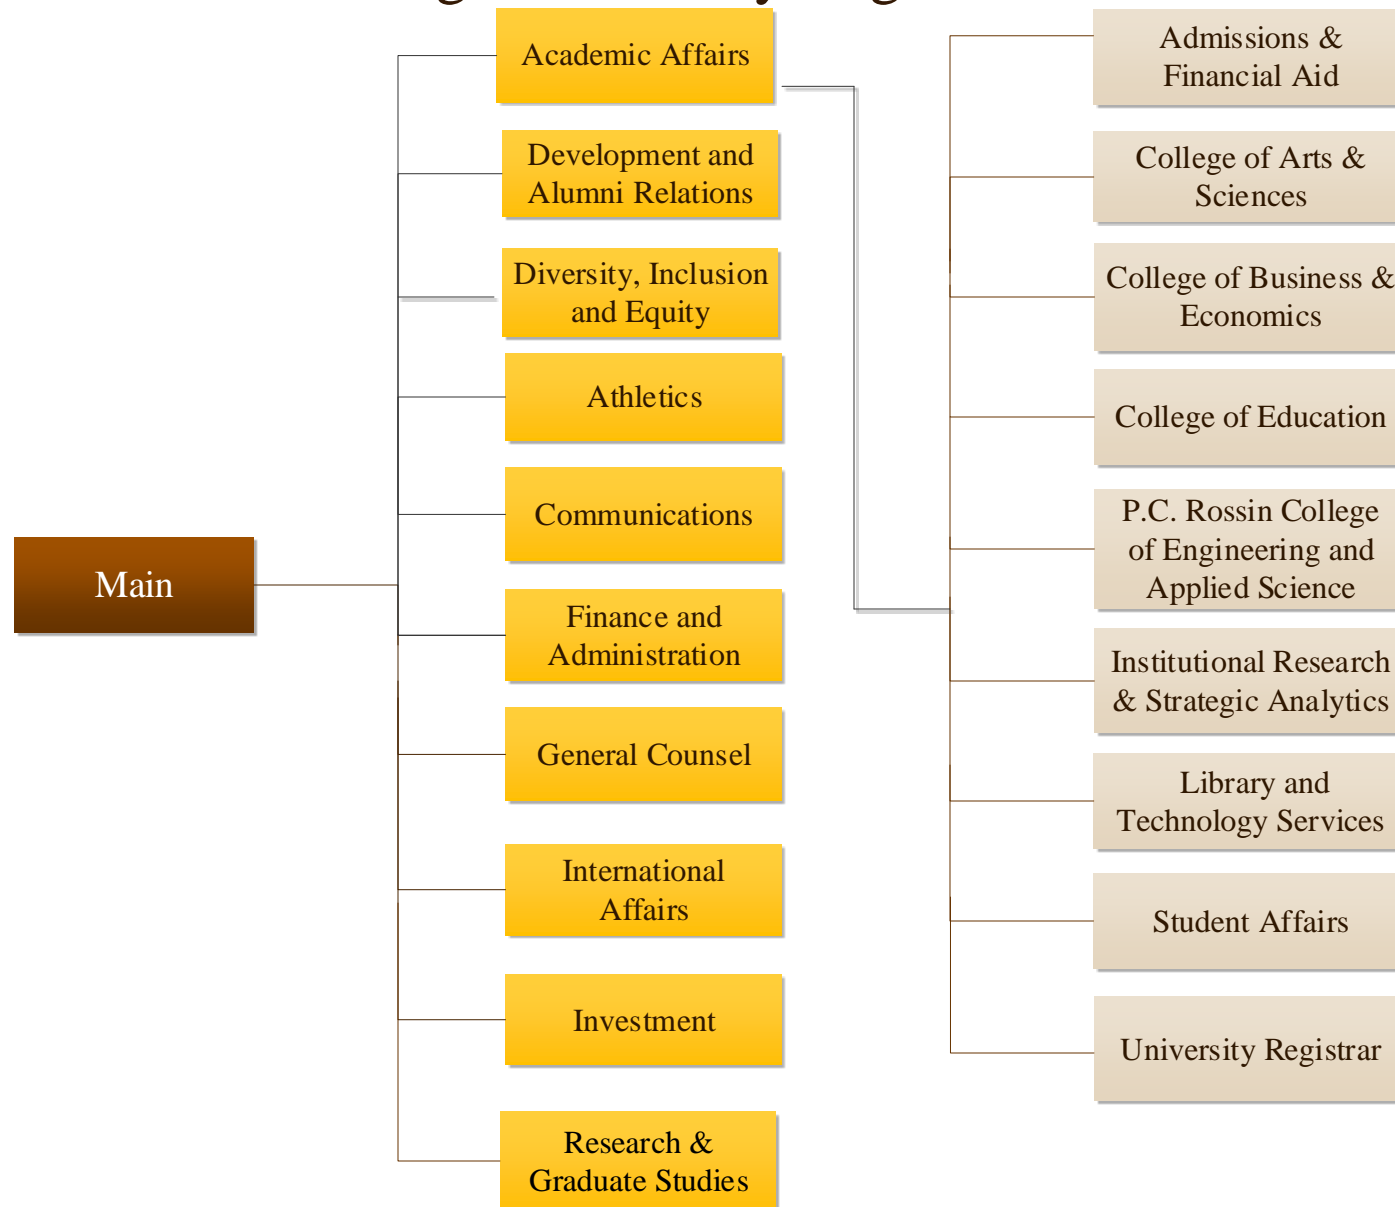 Academic Affairs
Development and
Alumni Relations
Diversity, Inclusion
and Equity
Athletics
Communications
Main
Finance and
Administration
General Counsel
International
Affairs
Investment
Research &
Graduate Studies
Admissions &
Financial Aid
College of Arts &
Sciences
College of Business &
Economics
College of Education
P.C. Rossin College
of Engineering and
Applied Science
Institutional Research
& Strategic Analytics
Library and
Technology Services
Student Affairs
University Registrar